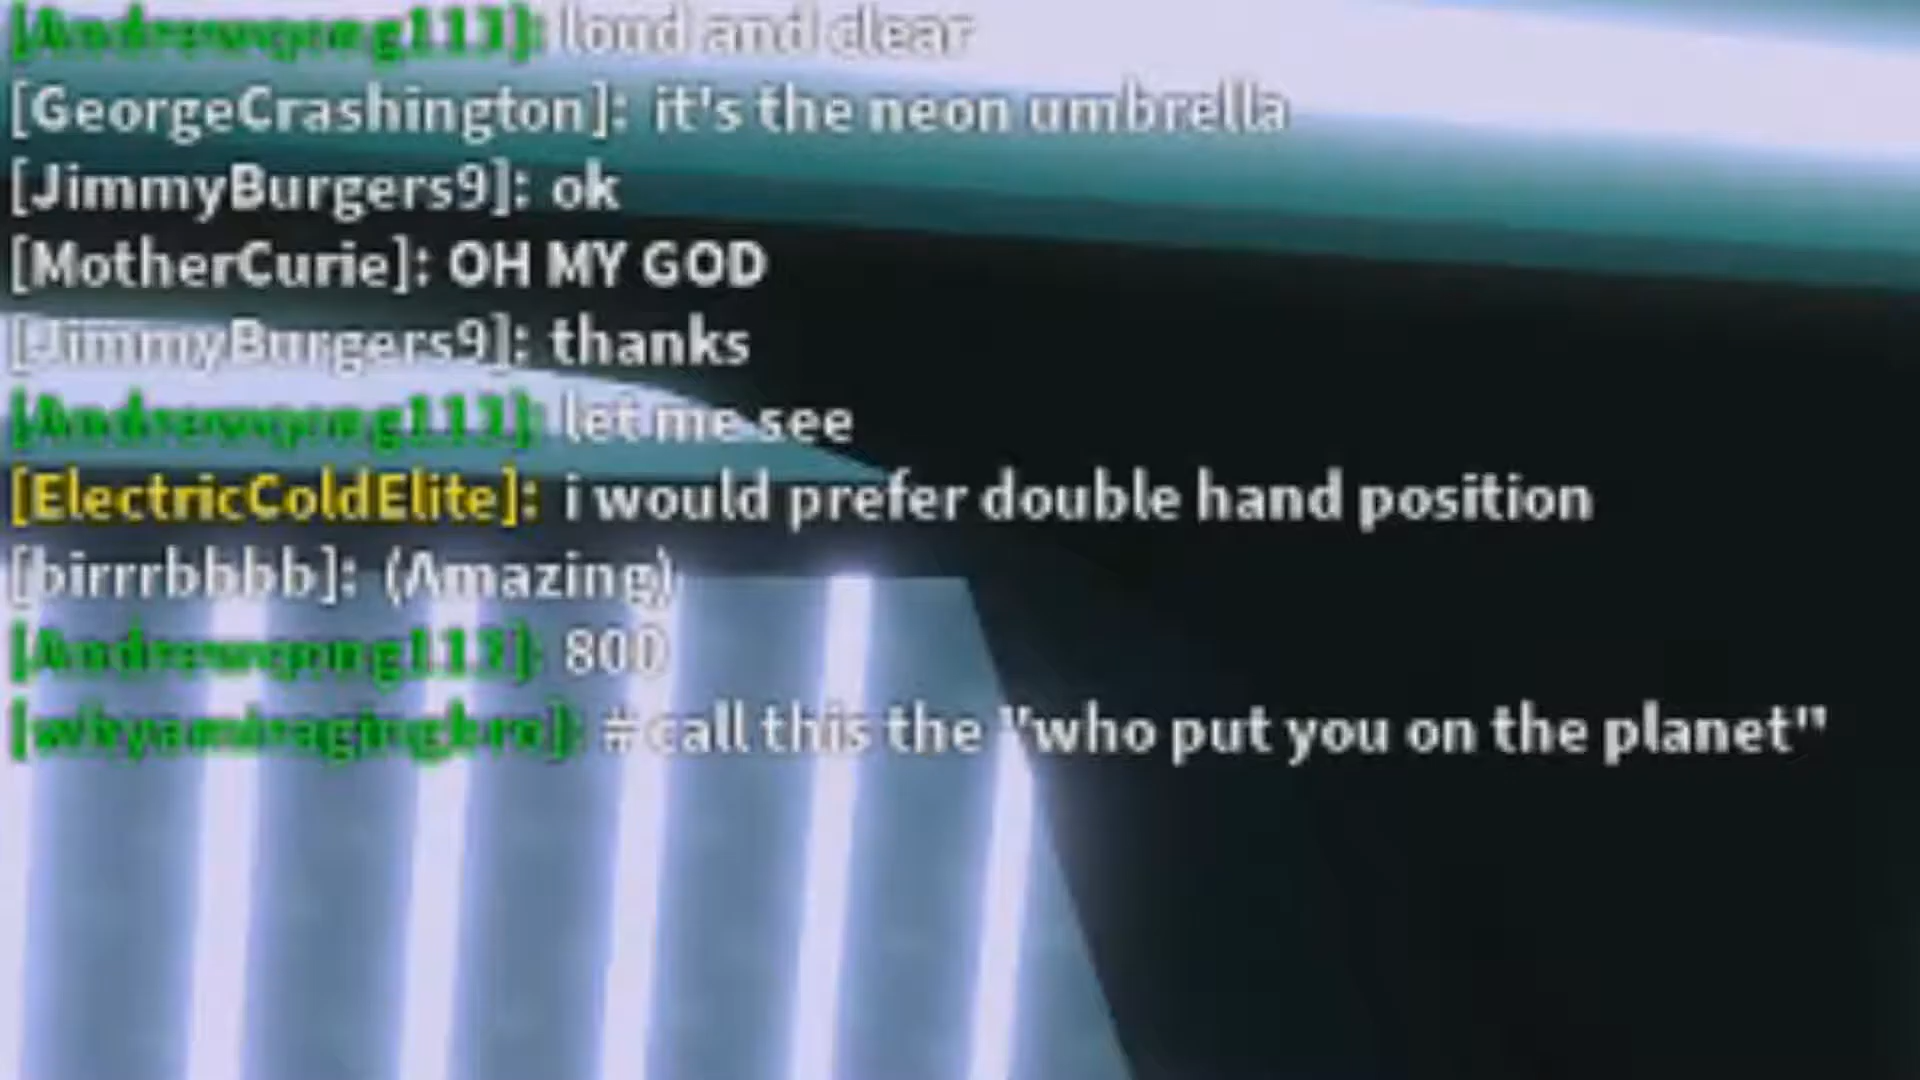 loud and clear
[GeorgeCrashington]: it's the neon umbrella
[JimmyBurgers9]: ok
[MotherCurie]: OH MY GOD
[JimmyBurgers9]: thanks
let me see
[ElectricColdElite]: i would prefer double hand position
[birrrbbbb]: (Amazing)
800
# call this the "who put you on the planet"